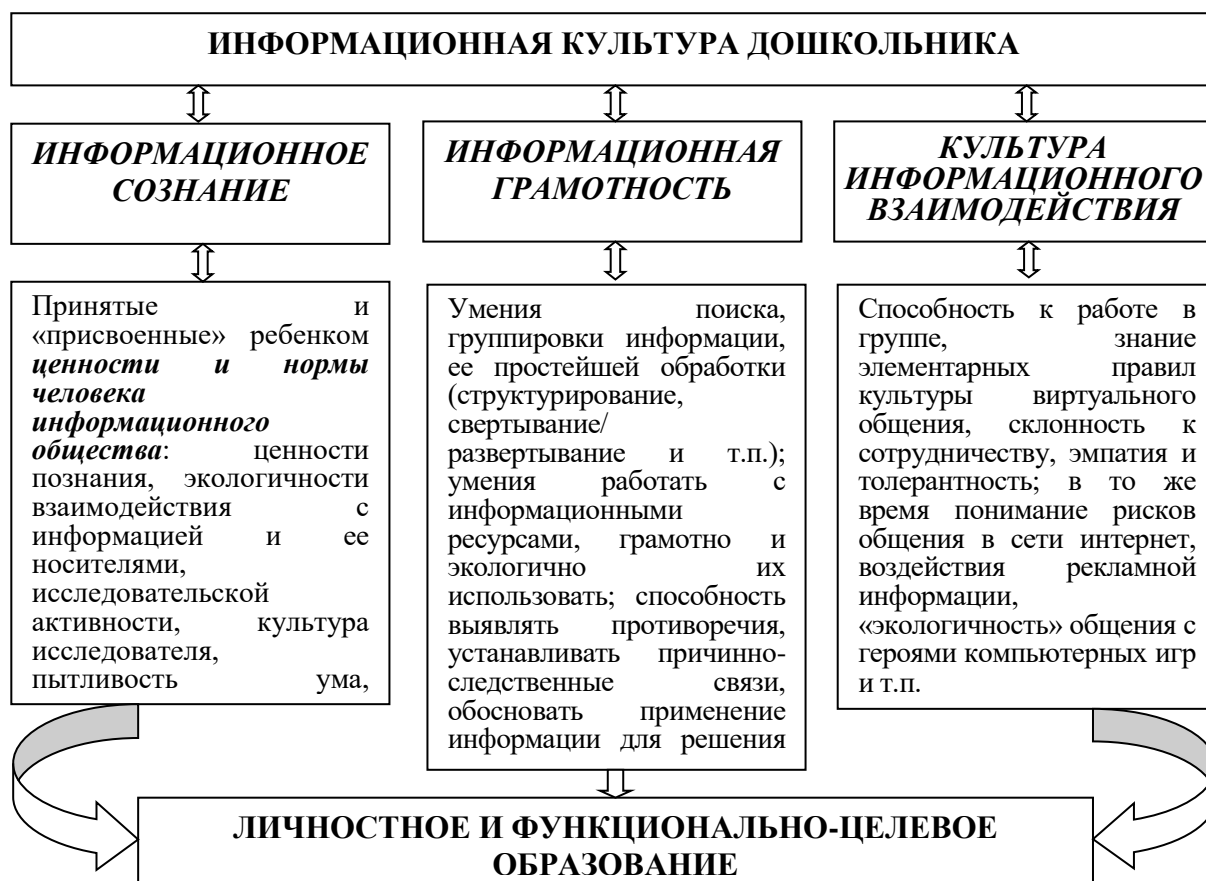 ИНФОРМАЦИОННАЯ КУЛЬТУРА ДОШКОЛЬНИКА
ИНФОРМАЦИОННОЕ
СОЗНАНИЕ
ИНФОРМАЦИОННАЯ
ГРАМОТНОСТЬ
КУЛЬТУРА
ИНФОРМАЦИОННОГО
ВЗАИМОДЕЙСТВИЯ
Принятые и
«присвоенные» ребенком
ценности и нормы
человека
информационного
общества: ценности
познания, экологичности
взаимодействия с
информацией и ее
носителями,
исследовательской
активности, культура
исследователя,
пытливость ума,
Умения поиска,
группировки информации,
ее простейшей обработки
(структурирование,
свертывание/
развертывание и т.п.);
умения работать с
информационными
ресурсами, грамотно и
экологично их
использовать; способность
выявлять противоречия,
устанавливать причинно-
следственные связи,
обосновать применение
информации для решения
Способность к работе в
группе, знание
элементарных правил
культуры виртуального
общения, склонность к
сотрудничеству, эмпатия и
толерантность; в то же
время понимание рисков
общения в сети интернет,
воздействия рекламной
информации,
«экологичность» общения с
героями компьютерных игр
и т.п.
ЛИЧНОСТНОЕ И ФУНКЦИОНАЛЬНО-ЦЕЛЕВОЕ
ОБРАЗОВАНИЕ